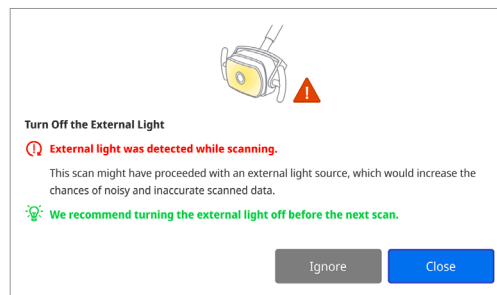 Turn Off the External Light
External light was detected while scanning.
This scan might have proceeded with an external light source, which would increase the
chances of noisy and inaccurate scanned data.
We recommend turning the external light off before the next scan.
Ignore Close